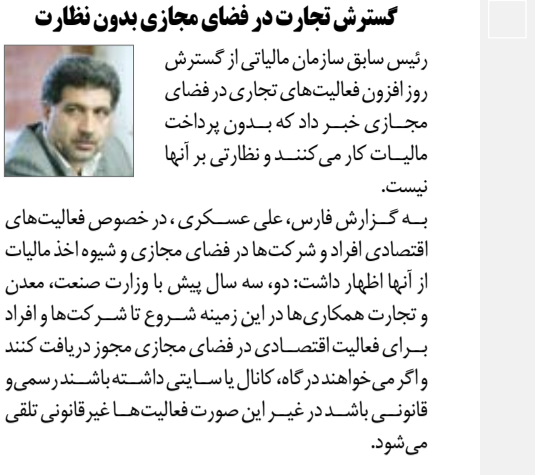 گسترش تجارت در فضای مجازی بدون نظارت
رئیس سابق سازمان مالیاتی از گسترش
روز افزون فعالیت‌های تجاری در فضای
مجازی خبر داد که بدون پرداخت
مالیات کار می‌کنند و نظارتی بر آنها
نیست.
به گزارش فارس، علی عسکری ، در خصوص فعالیت‌های
اقتصادی افراد و شرکت‌ها در فضای مجازی و شیوه اخذ مالیات
از آنها اظهار داشت: دو، سه سال پیش با وزارت صنعت، معدن
و تجارت همکاری‌ها در این زمینه شروع تا شرکت‌ها و افراد
برای فعالیت اقتصادی در فضای مجازی مجوز دریافت کنند
و اگر می‌خواهند درگاه، کانال یا سایتی داشته باشند رسمی و
قانونی باشد در غیر این صورت فعالیت‌ها غیرقانونی تلقی
می‌شود.